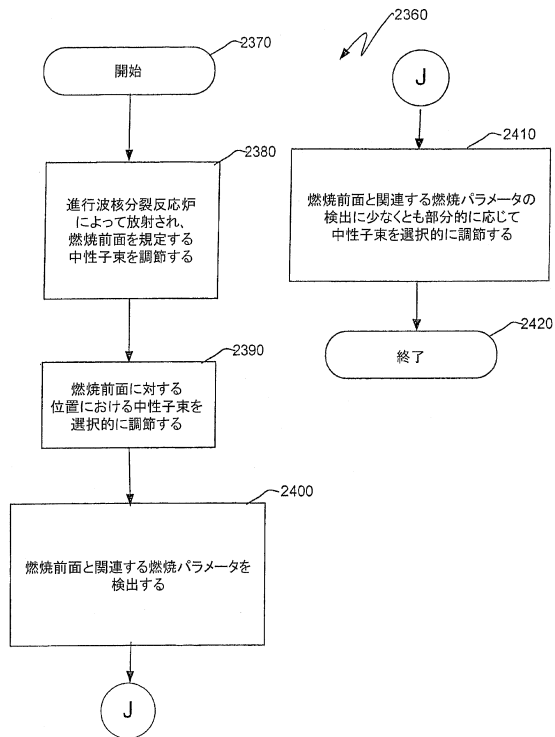 2360
2370
開始
2380
進行波核分裂反応炉
によって放射され、
燃焼前面を規定する
中性子束を調節する
2390
燃焼前面に対する
位置における中性子束を
選択的に調節する
2400
燃焼前面と関連する燃焼パラメータを
検出する
J
J
2410
燃焼前面と関連する燃焼パラメータの
検出に少なくとも部分的に応じて
中性子束を選択的に調節する
2420
終了